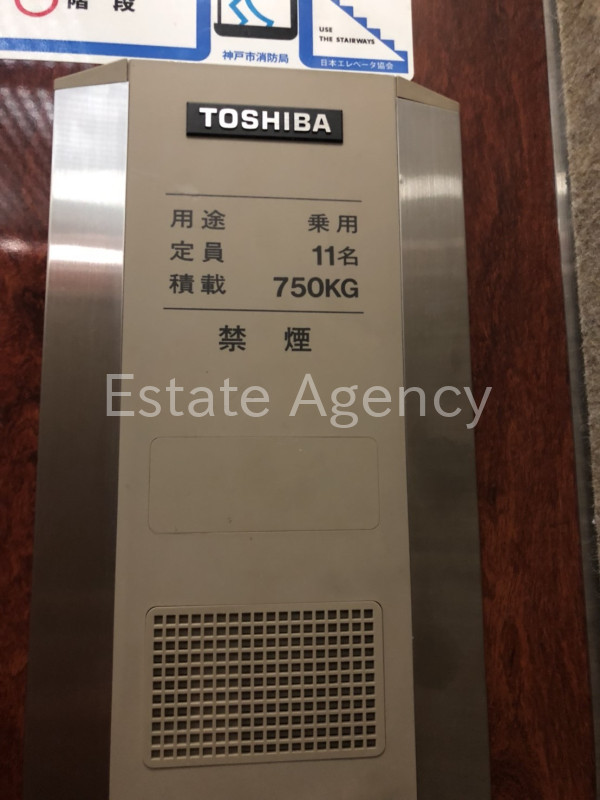 階段
神戸市消防局
USE
THE STAIRWAYS
日本エレベータ協会
TOSHIBA
用途 乗用
定員 11名
積載 750KG
禁煙
Estate Agency